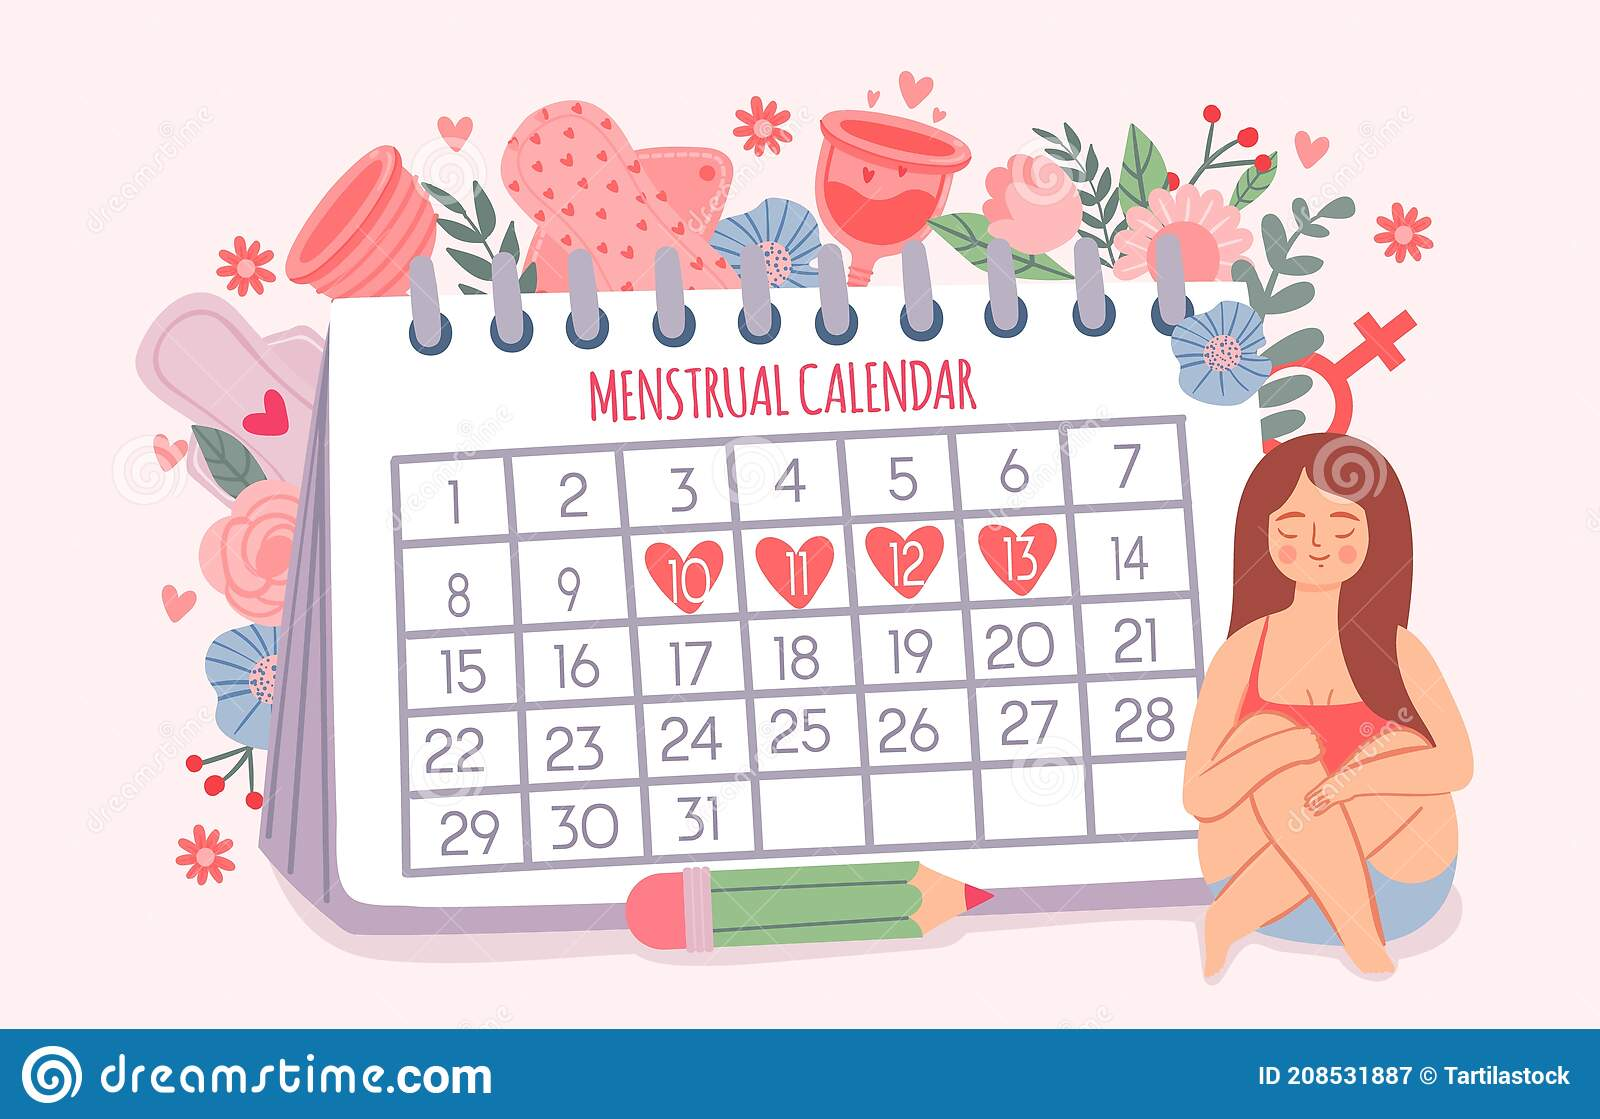 MENSTRUAL CALENDAR
1 2 3 4 5 6 7
8 9 10 11 12 13 14
15 16 17 18 19 20 21
22 23 24 25 26 27 28
29 30 31
dreamstime.com
ID 208531887 © Tartilastock